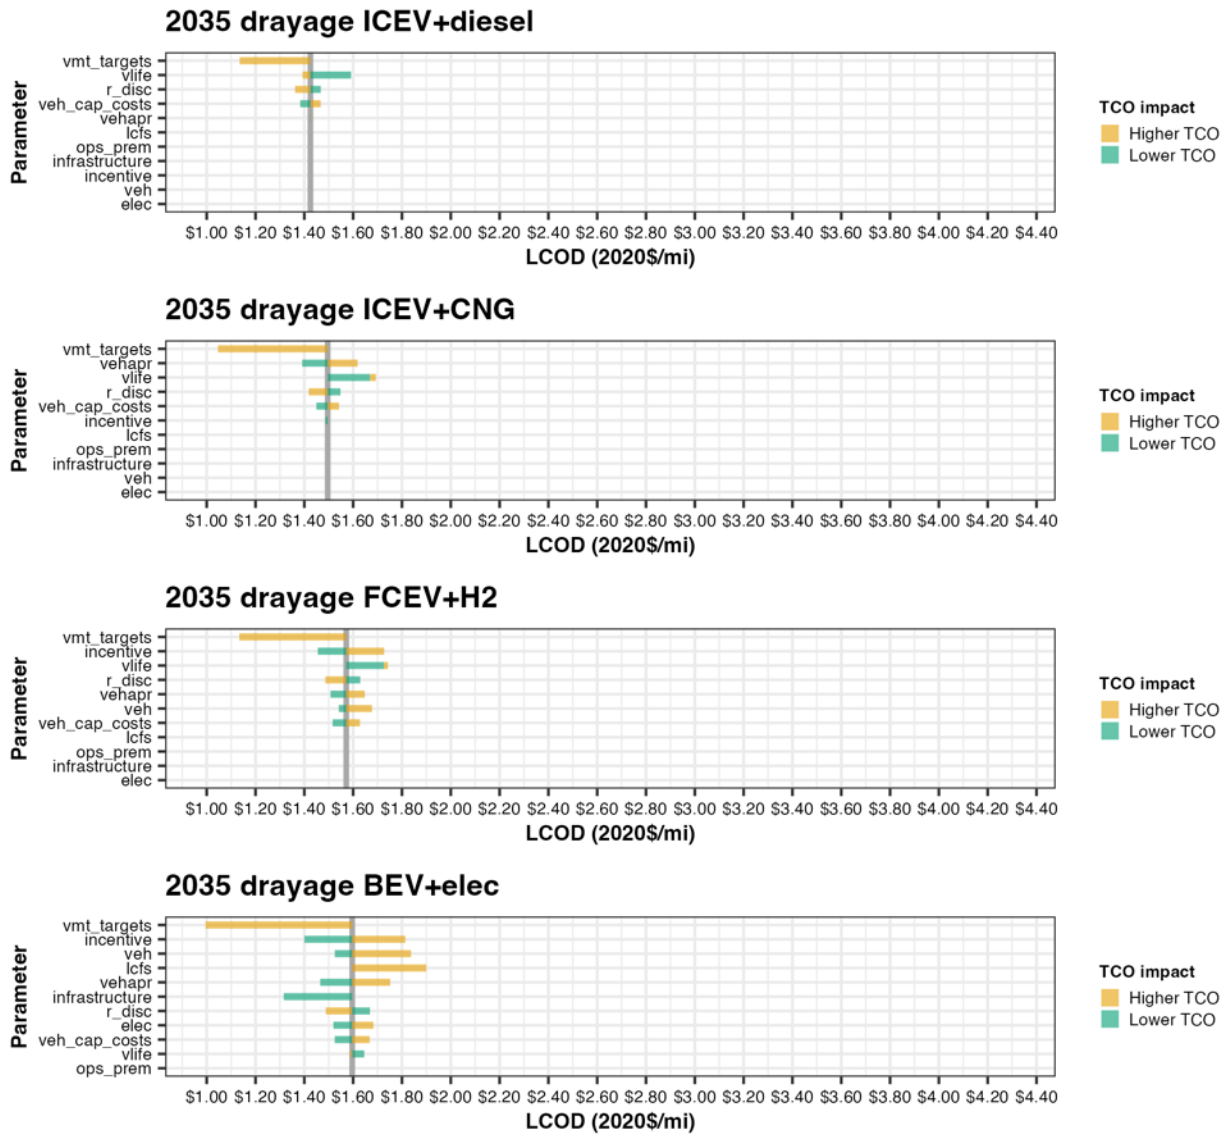 2035 drayage ICEV+diesel
Parameter
vmt_targets
vlife
r_disc
veh_cap_costs
vehapr
lcfs
ops_prem
infrastructure
incentive
veh
elec
$1.00 $1.20 $1.40 $1.60 $1.80 $2.00 $2.20 $2.40 $2.60 $2.80 $3.00 $3.20 $3.40 $3.60 $3.80 $4.00 $4.20 $4.40
LCOD (2020$/mi)
TCO impact
Higher TCO
Lower TCO
2035 drayage ICEV+CNG
Parameter
vmt_targets
vehapr
vlife
r_disc
veh_cap_costs
incentive
lcfs
ops_prem
infrastructure
veh
elec
$1.00 $1.20 $1.40 $1.60 $1.80 $2.00 $2.20 $2.40 $2.60 $2.80 $3.00 $3.20 $3.40 $3.60 $3.80 $4.00 $4.20 $4.40
LCOD (2020$/mi)
TCO impact
Higher TCO
Lower TCO
2035 drayage FCEV+H2
Parameter
vmt_targets
incentive
vlife
r_disc
vehapr
veh
veh_cap_costs
lcfs
ops_prem
infrastructure
elec
$1.00 $1.20 $1.40 $1.60 $1.80 $2.00 $2.20 $2.40 $2.60 $2.80 $3.00 $3.20 $3.40 $3.60 $3.80 $4.00 $4.20 $4.40
LCOD (2020$/mi)
TCO impact
Higher TCO
Lower TCO
2035 drayage BEV+elec
Parameter
vmt_targets
incentive
veh
lcfs
vehapr
infrastructure
r_disc
elec
veh_cap_costs
vlife
ops_prem
$1.00 $1.20 $1.40 $1.60 $1.80 $2.00 $2.20 $2.40 $2.60 $2.80 $3.00 $3.20 $3.40 $3.60 $3.80 $4.00 $4.20 $4.40
LCOD (2020$/mi)
TCO impact
Higher TCO
Lower TCO